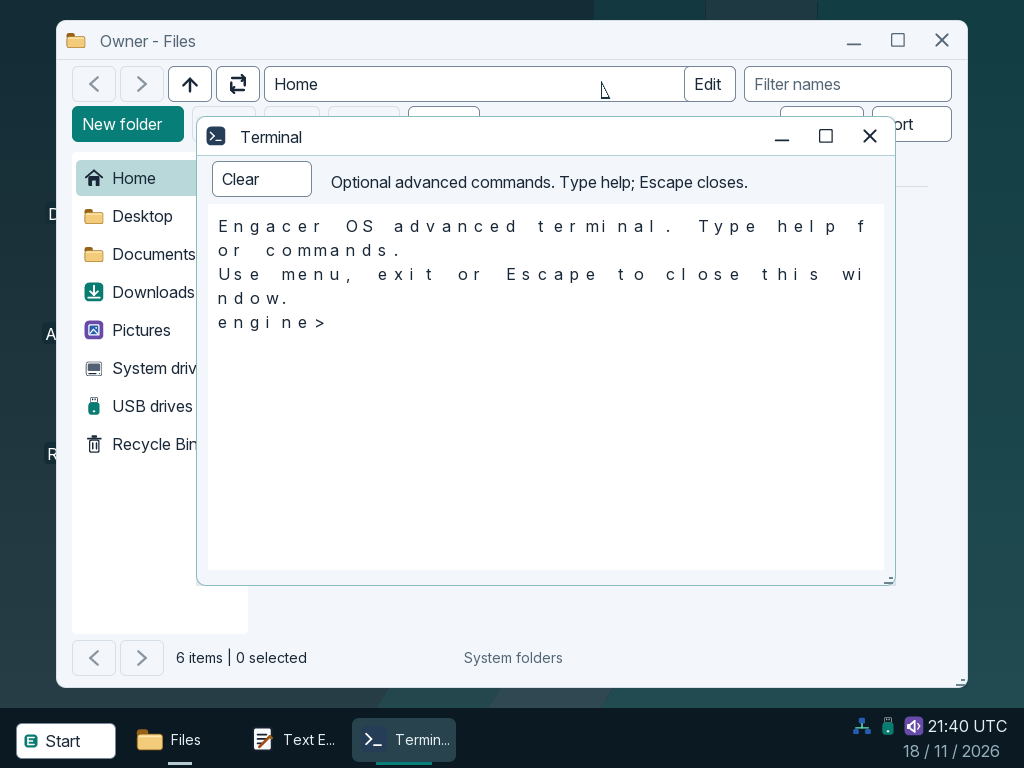 Owner - Files
Home
Edit
Filter names
New folder
ort
Terminal
Clear
Optional advanced commands. Type help; Escape closes.
Engacer OS advanced terminal. Type help f
or commands.
Use menu, exit or Escape to close this wi
ndow.
engine>
Home
Desktop
Documents
Downloads
Pictures
System driv
USB drives
Recycle Bin
D
A
R
6 items | 0 selected
System folders
Start
Files
Text E...
Termin...
21:40 UTC
18 / 11 / 2026